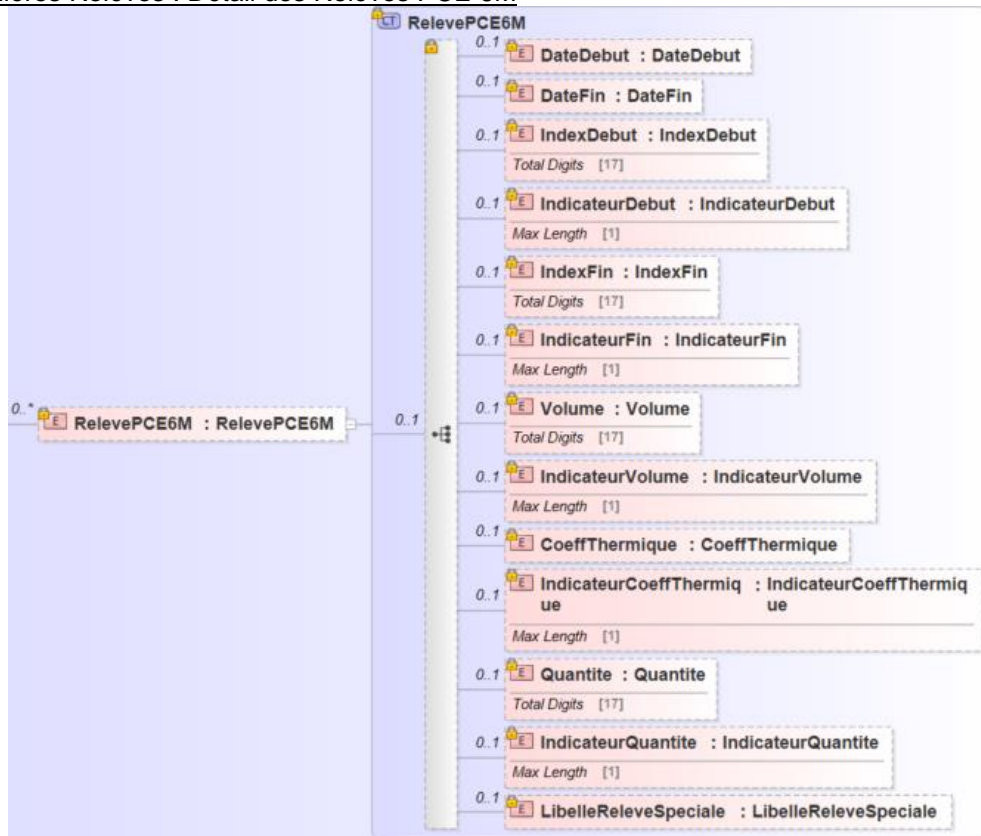 CT RelevePCE6M
0..1 E DateDebut : DateDebut
0..1 E DateFin : DateFin
0..1 E IndexDebut : IndexDebut
Total Digits [17]
0..1 E IndicateurDebut : IndicateurDebut
Max Length [1]
0..1 E IndexFin : IndexFin
Total Digits [17]
0..1 E IndicateurFin : IndicateurFin
Max Length [1]
0..* E RelevePCE6M : RelevePCE6M 0..1
0..1 E Volume : Volume
Total Digits [17]
0..1 E IndicateurVolume : IndicateurVolume
Max Length [1]
0..1 E CoeffThermique : CoeffThermique
0..1 E IndicateurCoeffThermiq : IndicateurCoeffThermiq
ue ue
Max Length [1]
0..1 E Quantite : Quantite
Total Digits [17]
0..1 E IndicateurQuantite : IndicateurQuantite
Max Length [1]
0..1 E LibelleReleveSpeciale : LibelleReleveSpeciale